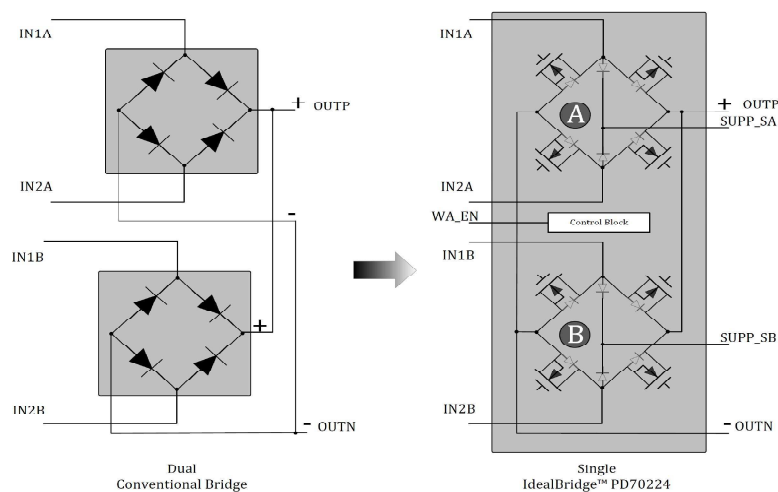 IN1A
+ OUTP
IN2A
-
IN1B
+
IN2B
- OUTN
Dual
Conventional Bridge
IN1A
A
+ OUTP
SUPP_SA
IN2A
WA_EN
Control Block
IN1B
B
SUPP_SB
IN2B
- OUTN
Single
IdealBridge™ PD70224